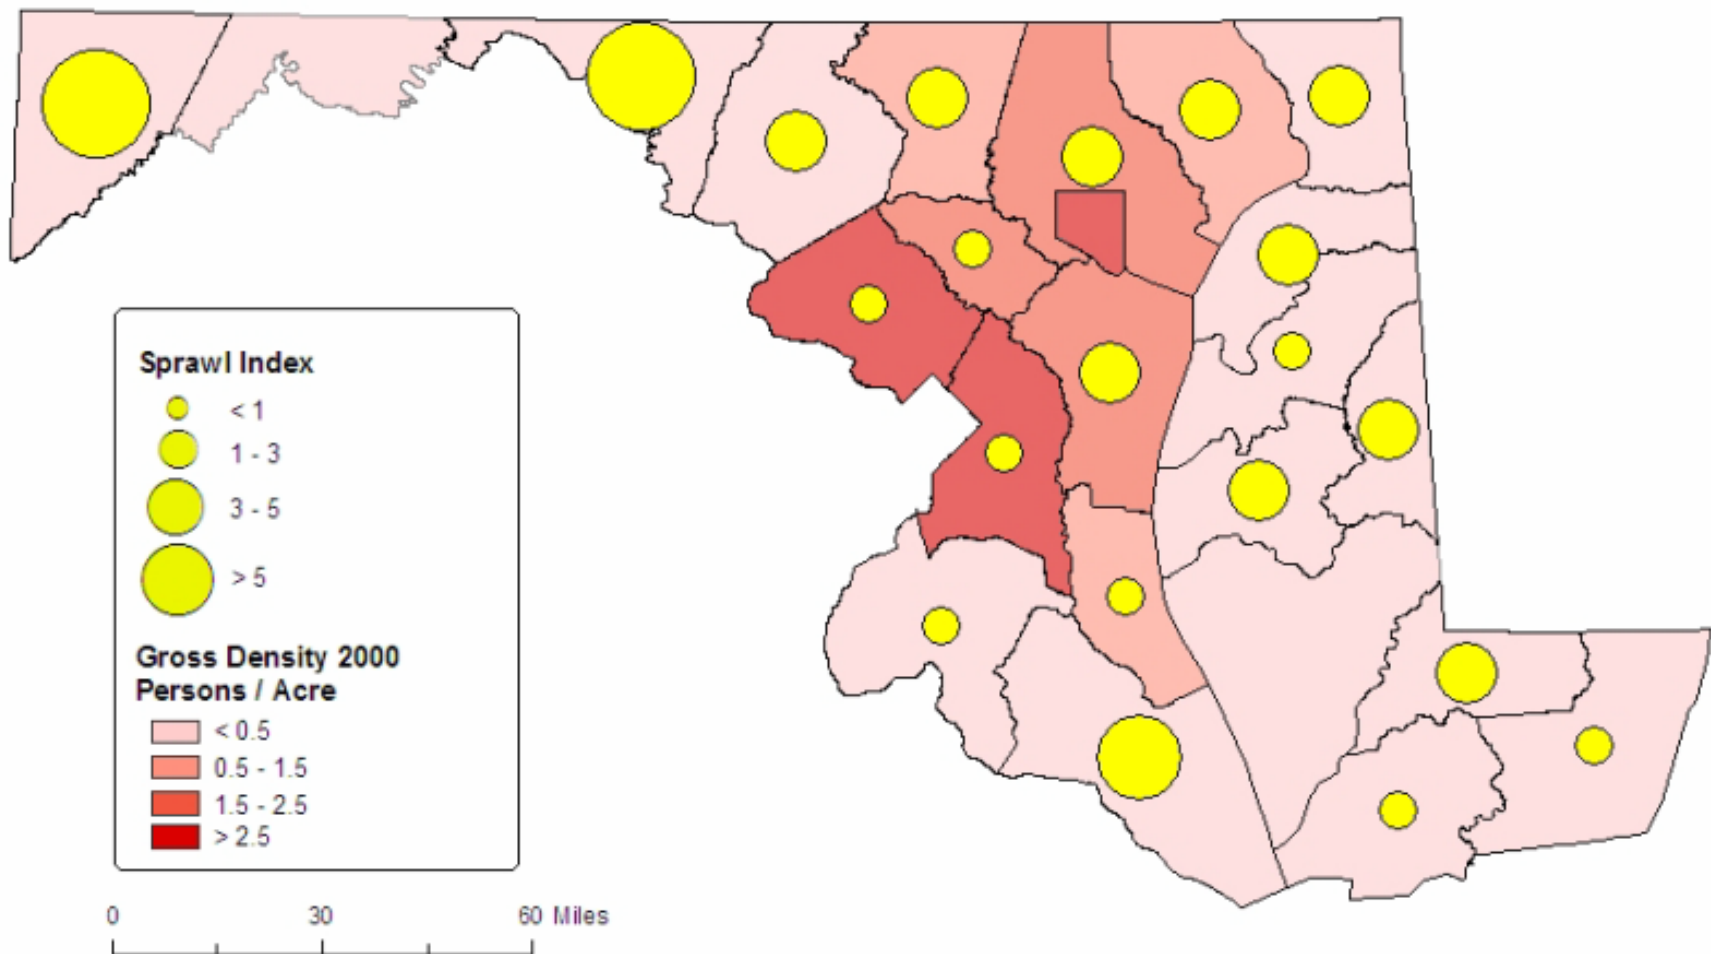 Sprawl Index
< 1
1 - 3
3 - 5
> 5
Gross Density 2000
Persons / Acre
< 0.5
0.5 - 1.5
1.5 - 2.5
> 2.5
0 30 60 Miles